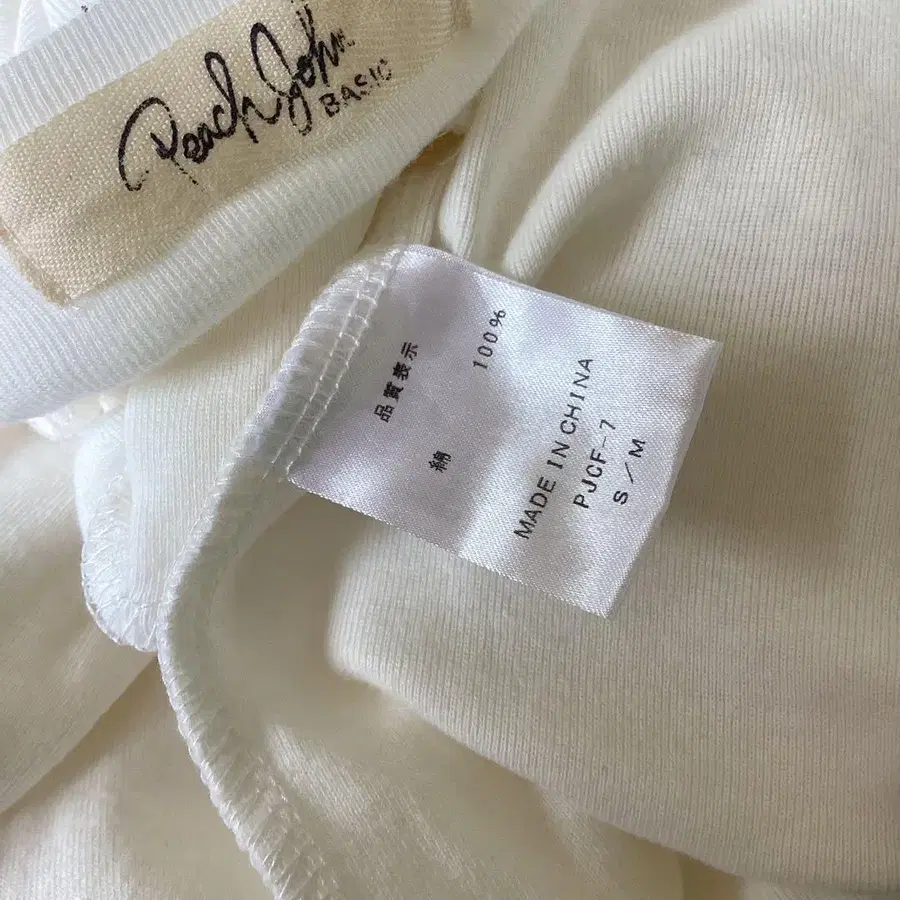 Peach John
BASIC
品質表示
綿 100%
MADE IN CHINA
PJCF-7
S/M